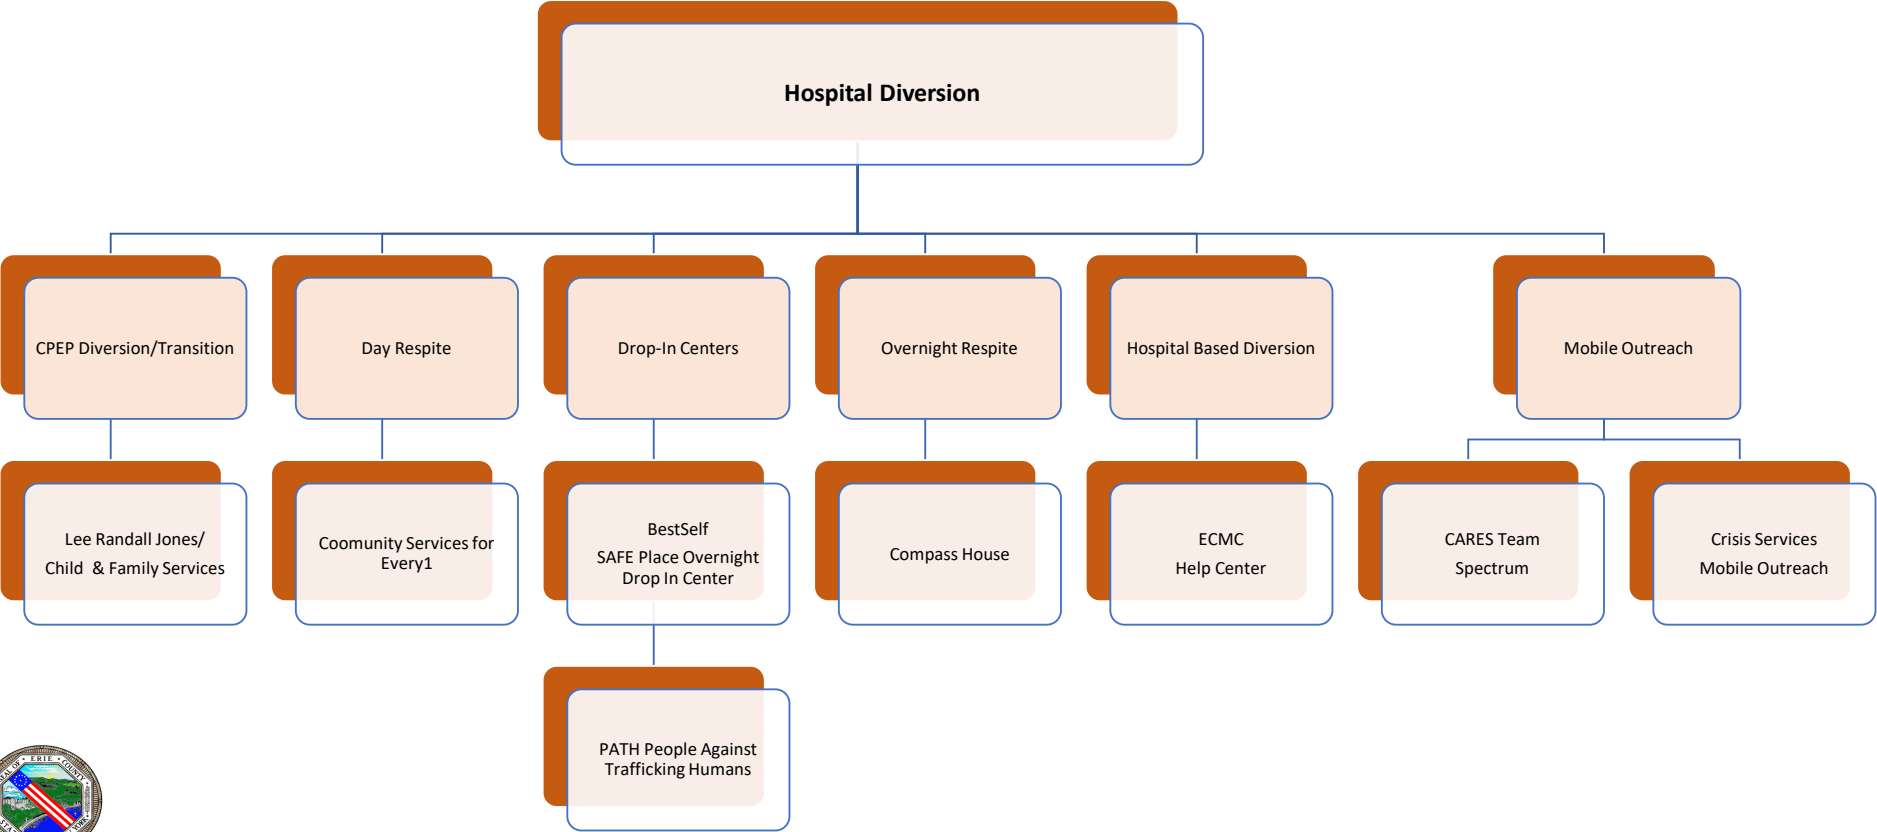 Hospital Diversion
CPEP Diversion/Transition
Day Respite
Drop-In Centers
Overnight Respite
Hospital Based Diversion
Mobile Outreach
Lee Randall Jones/
Child & Family Services
Coomunity Services for
Every1
BestSelf
SAFE Place Overnight
Drop In Center
Compass House
ECMC
Help Center
CARES Team
Spectrum
Crisis Services
Mobile Outreach
PATH People Against
Trafficking Humans
ERIE COUNTY